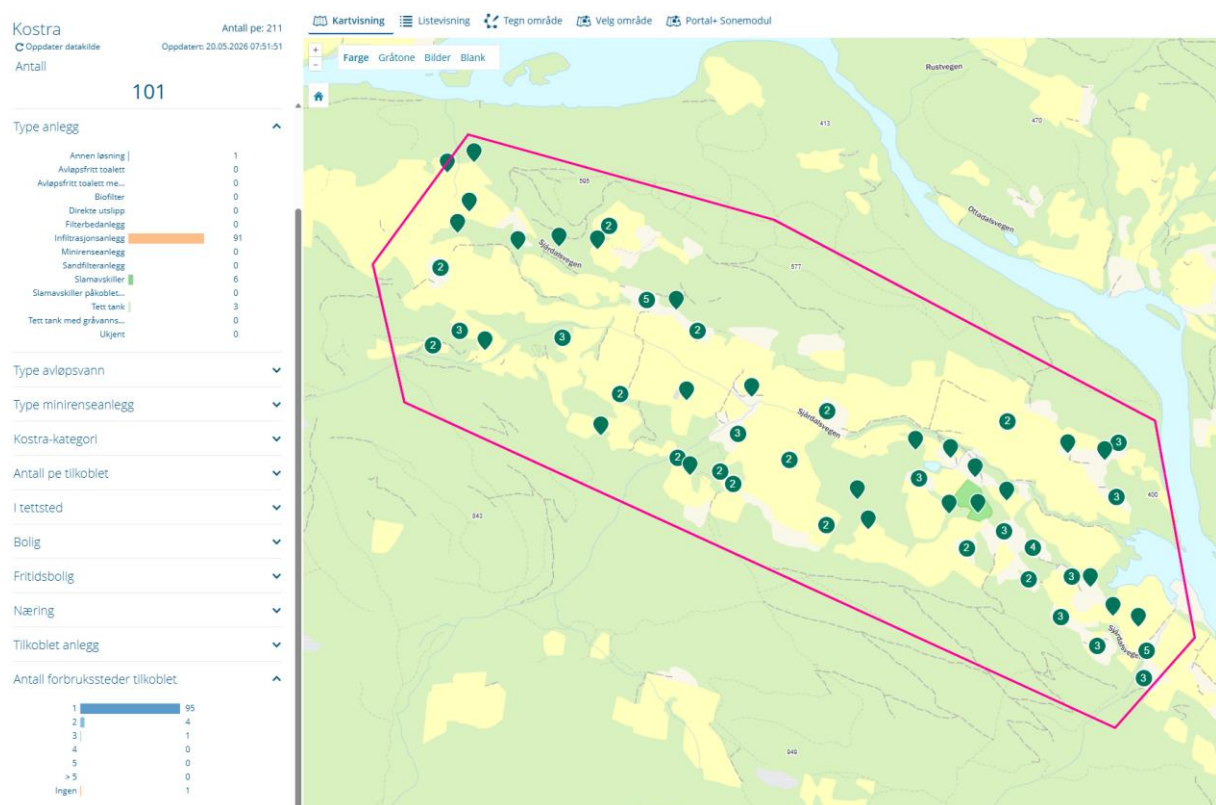 Kostra
Antall pe: 211
Oppdater datakilde
Oppdatert: 20.05.2026 07:51:51
Antall
101
Type anlegg
Annen løsning 1
Avløpsfritt toalett 0
Avløpsfritt toalett me... 0
Biofilter 0
Direkte utslipp 0
Filterbedanlegg 0
Infiltrasjonsanlegg 91
Minirenseanlegg 0
Sandfilteranlegg 0
Slamavskiller 6
Slamavskiller påkoblet... 0
Tett tank 3
Tett tank med gråvanns... 0
Ukjent 0
Type avløpsvann
Type minirenseanlegg
Kostra-kategori
Antall pe tilkoblet
I tettsted
Bolig
Fritidsbolig
Næring
Tilkoblet anlegg
Antall forbrukssteder tilkoblet
1 95
2 4
3 1
4 0
5 0
> 5 0
Ingen 1
Kartvisning Listevisning Tegn område Velg område Portal+ Sonemodul
+
−
Farge Gråtone Bilder Blank
Rustvegen
413
470
595
Ottadalsvegen
2
Sjårdalsvegen
577
2
5
2
3
3
2
2
2
Sjårdalsvegen
2
3
3
2
2
2
3
2
3
400
843
2
3
2
4
3
2
3
3
Sjårdalsvegen
5
3
949